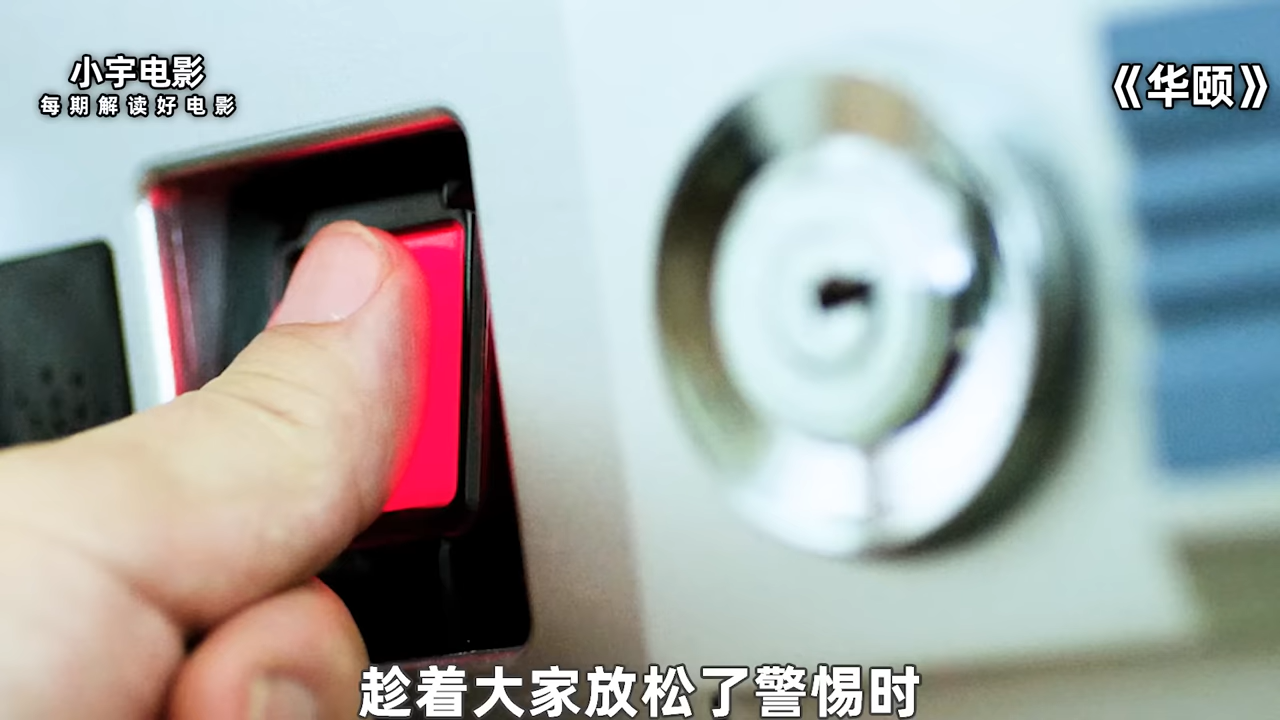 小宇电影
每期解读好电影
《华颐》
趁着大家放松了警惕时